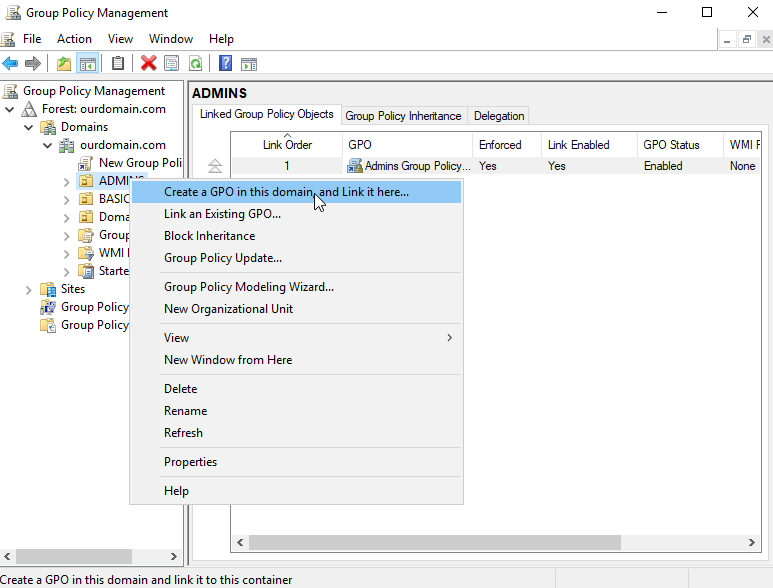 Group Policy Management
File Action View Window Help
Group Policy Management
Forest: ourdomain.com
Domains
ourdomain.com
New Group Poli
ADMINS
BASIC
Doma
Group
WMI
Starte
Sites
Group Policy
Group Policy
ADMINS
Linked Group Policy Objects Group Policy Inheritance Delegation
Link Order GPO Enforced Link Enabled GPO Status WMI F
1 Admins Group Policy... Yes Yes Enabled None
Create a GPO in this domain, and Link it here...
Link an Existing GPO...
Block Inheritance
Group Policy Update...
Group Policy Modeling Wizard...
New Organizational Unit
View
New Window from Here
Delete
Rename
Refresh
Properties
Help
Create a GPO in this domain and link it to this container